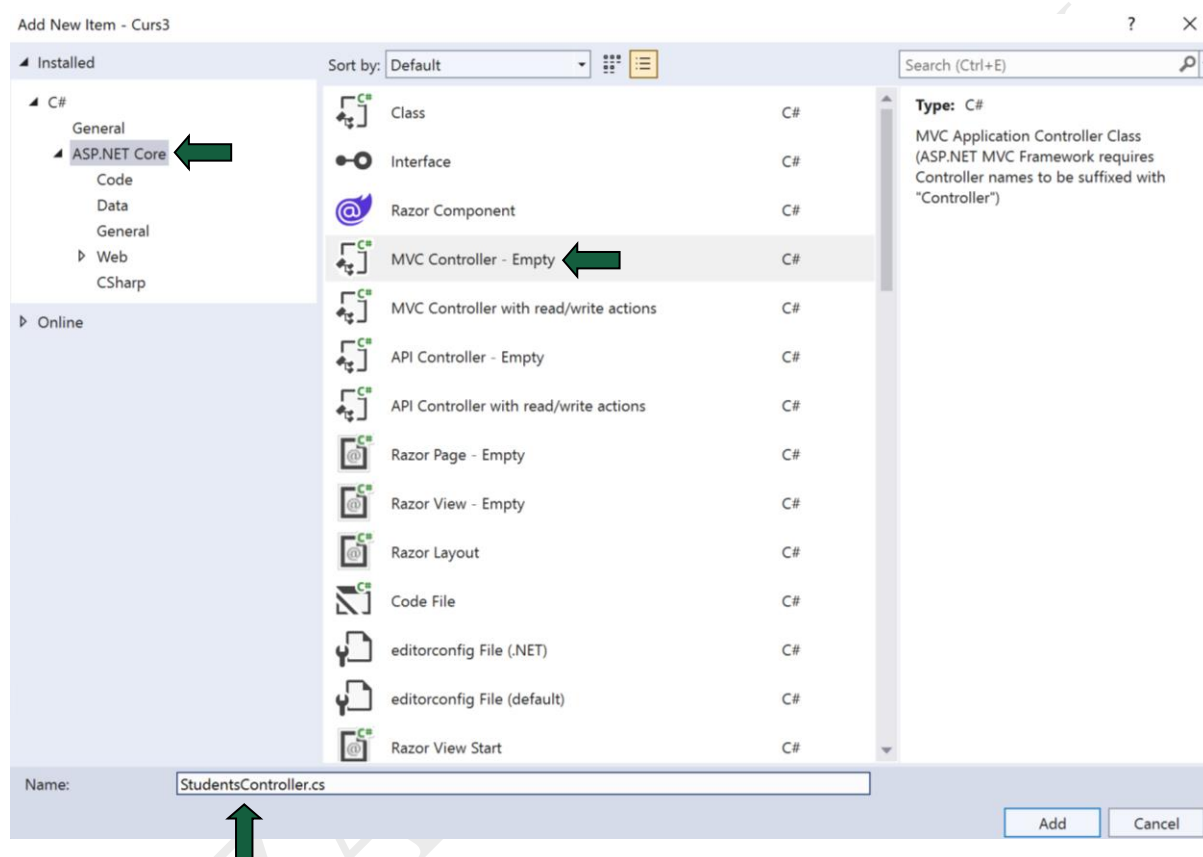 Add New Item - Curs3
?
Installed
Sort by: Default
Search (Ctrl+E)
C#
General
ASP.NET Core
Code
Data
General
Web
CSharp
Online
Class C#
Interface C#
Razor Component C#
MVC Controller - Empty C#
MVC Controller with read/write actions C#
API Controller - Empty C#
API Controller with read/write actions C#
Razor Page - Empty C#
Razor View - Empty C#
Razor Layout C#
Code File C#
editorconfig File (.NET) C#
editorconfig File (default) C#
Razor View Start C#
Type: C#
MVC Application Controller Class
(ASP.NET MVC Framework requires
Controller names to be suffixed with
"Controller")
Name: StudentsController.cs
Add Cancel